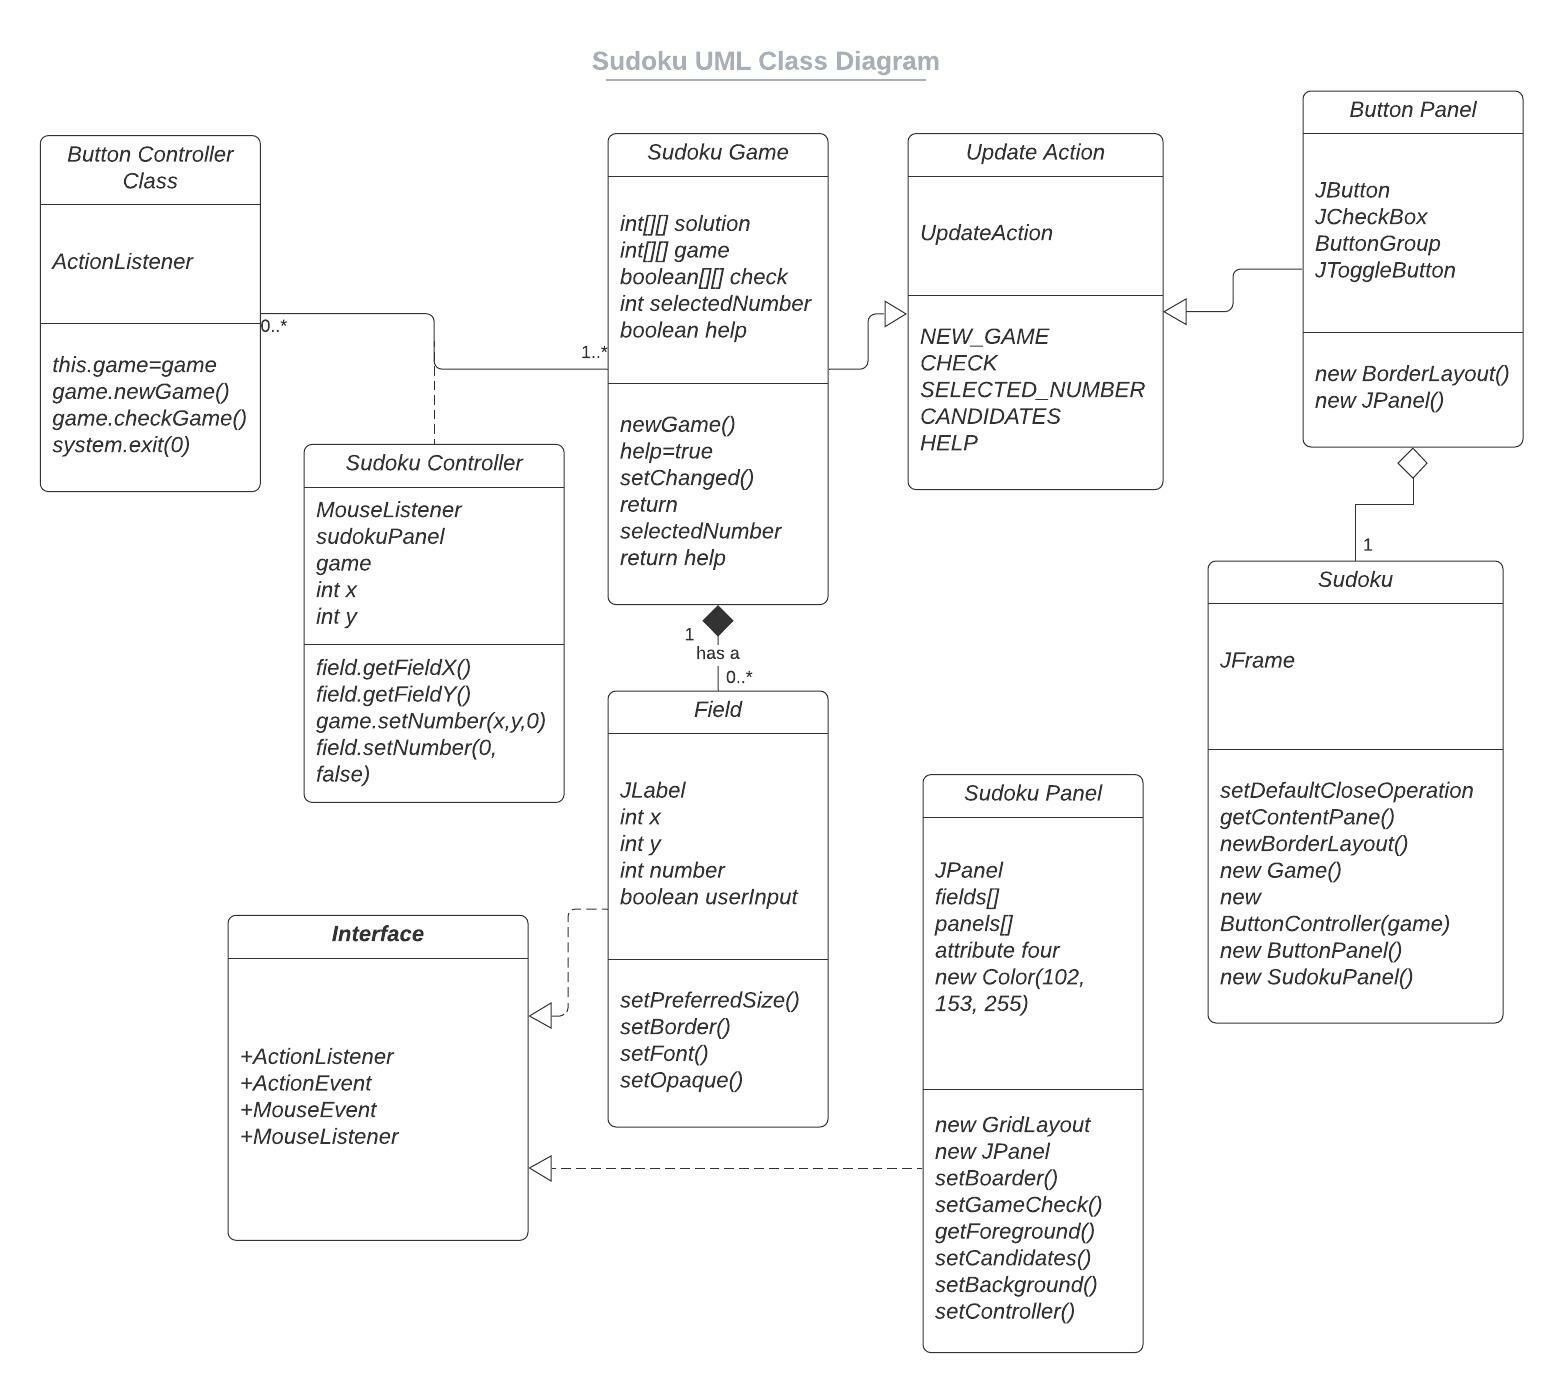 Sudoku UML Class Diagram
Button Controller
Class
ActionListener
this.game=game
game.newGame()
game.checkGame()
system.exit(0)
0..*
1..*
Sudoku Controller
MouseListener
sudokuPanel
game
int x
int y
field.getFieldX()
field.getFieldY()
game.setNumber(x,y,0)
field.setNumber(0,
false)
Sudoku Game
int[][] solution
int[][] game
boolean[][] check
int selectedNumber
boolean help
newGame()
help=true
setChanged()
return
selectedNumber
return help
1
has a
0..*
Field
JLabel
int x
int y
int number
boolean userInput
setPreferredSize()
setBorder()
setFont()
setOpaque()
Update Action
UpdateAction
NEW_GAME
CHECK
SELECTED_NUMBER
CANDIDATES
HELP
Button Panel
JButton
JCheckBox
ButtonGroup
JToggleButton
new BorderLayout()
new JPanel()
1
Sudoku
JFrame
setDefaultCloseOperation
getContentPane()
newBorderLayout()
new Game()
new
ButtonController(game)
new ButtonPanel()
new SudokuPanel()
Interface
+ActionListener
+ActionEvent
+MouseEvent
+MouseListener
Sudoku Panel
JPanel
fields[]
panels[]
attribute four
new Color(102,
153, 255)
new GridLayout
new JPanel
setBoarder()
setGameCheck()
getForeground()
setCandidates()
setBackground()
setController()